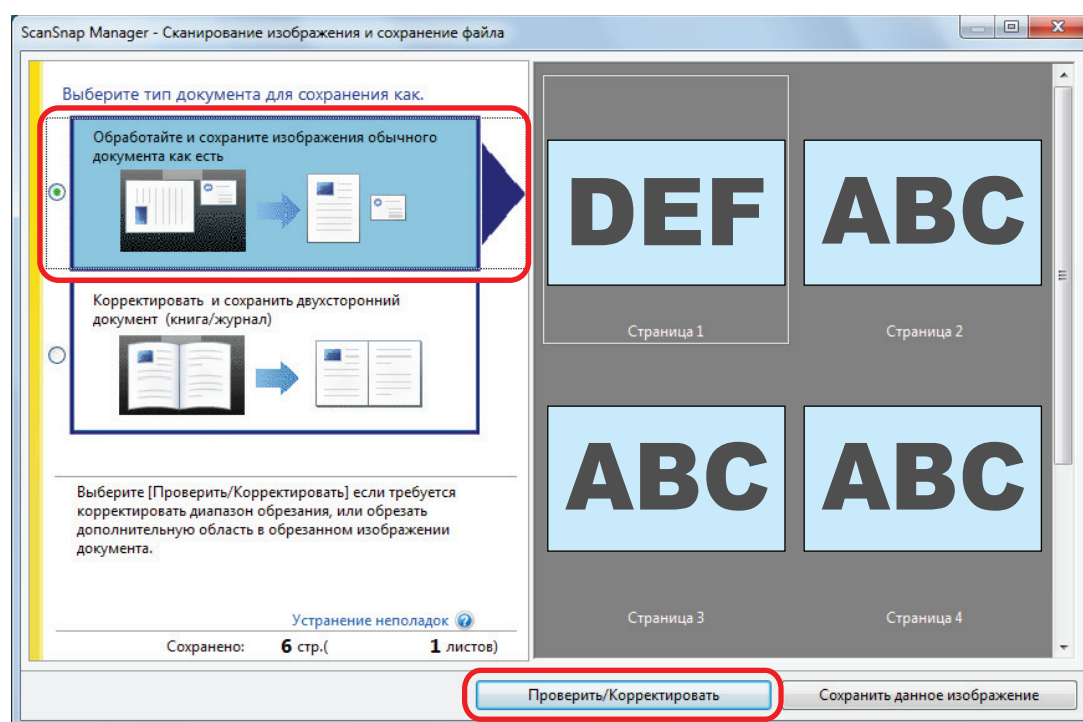 ScanSnap Manager - Сканирование изображения и сохранение файла
Выберите тип документа для сохранения как.
Обработайте и сохраните изображения обычного
документа как есть
Корректировать и сохранить двухсторонний
документ (книга/журнал)
Выберите [Проверить/Корректировать] если требуется
корректировать диапазон обрезания, или обрезать
дополнительную область в обрезанном изображении
документа.
Устранение неполадок
Сохранено: 6 стр.( 1 листов)
DEF ABC
Страница 1 Страница 2
ABC ABC
Страница 3 Страница 4
Проверить/Корректировать Сохранить данное изображение